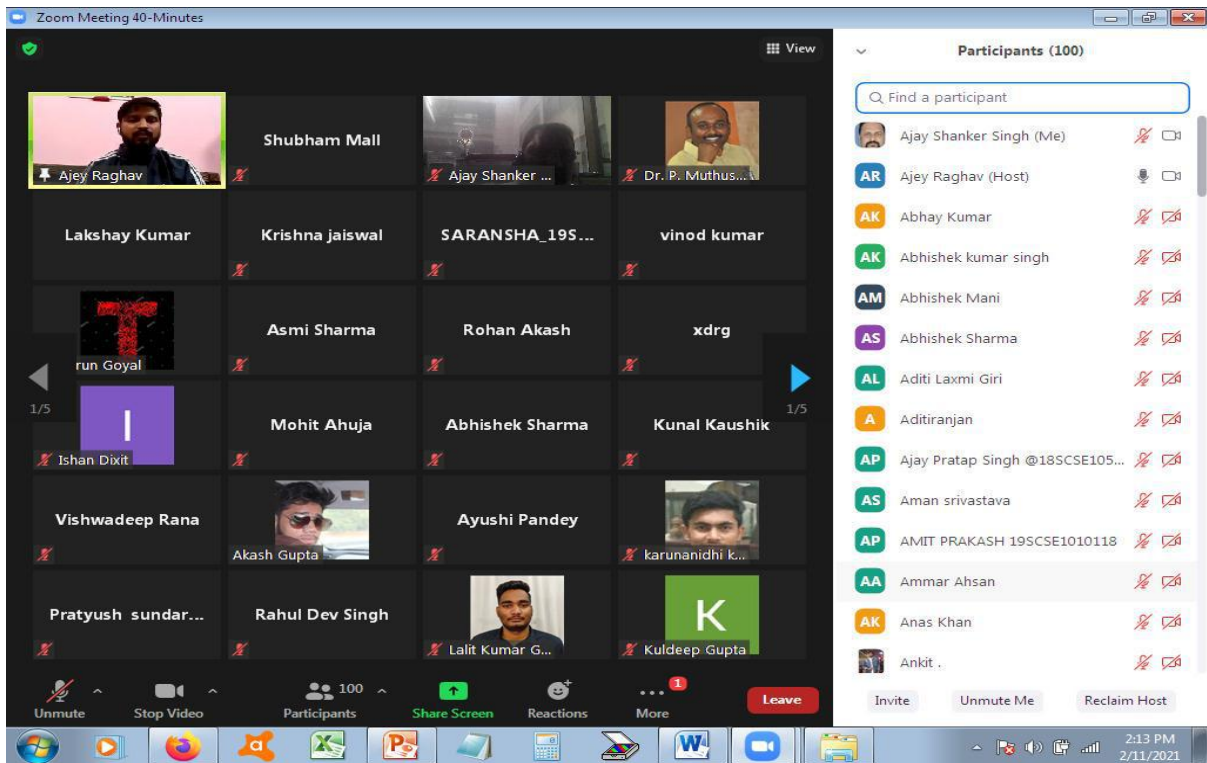 Zoom Meeting 40-Minutes
View
Ajey Raghav
Shubham Mall
Ajay Shanker ...
Dr. P. Muthus...
Lakshay Kumar
Krishna jaiswal
SARANSHA_19S...
vinod kumar
T
run Goyal
Asmi Sharma
Rohan Akash
xdrg
1/5
1/5
I
Ishan Dixit
Mohit Ahuja
Abhishek Sharma
Kunal Kaushik
Vishwadeep Rana
Akash Gupta
Ayushi Pandey
karunanidhi k...
Pratyush sundar...
Rahul Dev Singh
Lalit Kumar G...
K
Kuldeep Gupta
Unmute
Stop Video
100
Participants
Share Screen
Reactions
1
More
Leave
Participants (100)
Find a participant
Ajay Shanker Singh (Me)
AR Ajey Raghav (Host)
AK Abhay Kumar
AK Abhishek kumar singh
AM Abhishek Mani
AS Abhishek Sharma
AL Aditi Laxmi Giri
A Aditiranjan
AP Ajay Pratap Singh @18SCSE105...
AS Aman srivastava
AP AMIT PRAKASH 19SCSE1010118
AA Ammar Ahsan
AK Anas Khan
Ankit .
Invite Unmute Me Reclaim Host
2:13 PM
2/11/2021